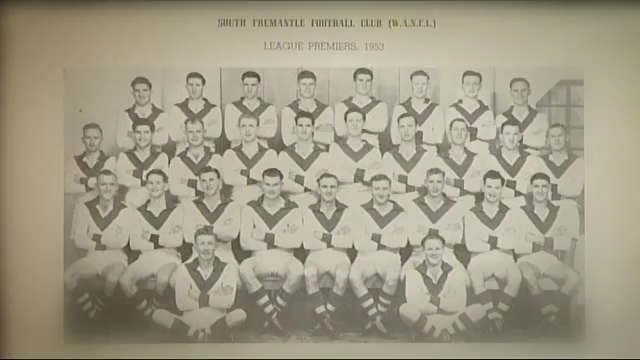 SOUTH FREMANTLE FOOTBALL CLUB (W.A.N.F.L.)
LEAGUE PREMIERS, 1953